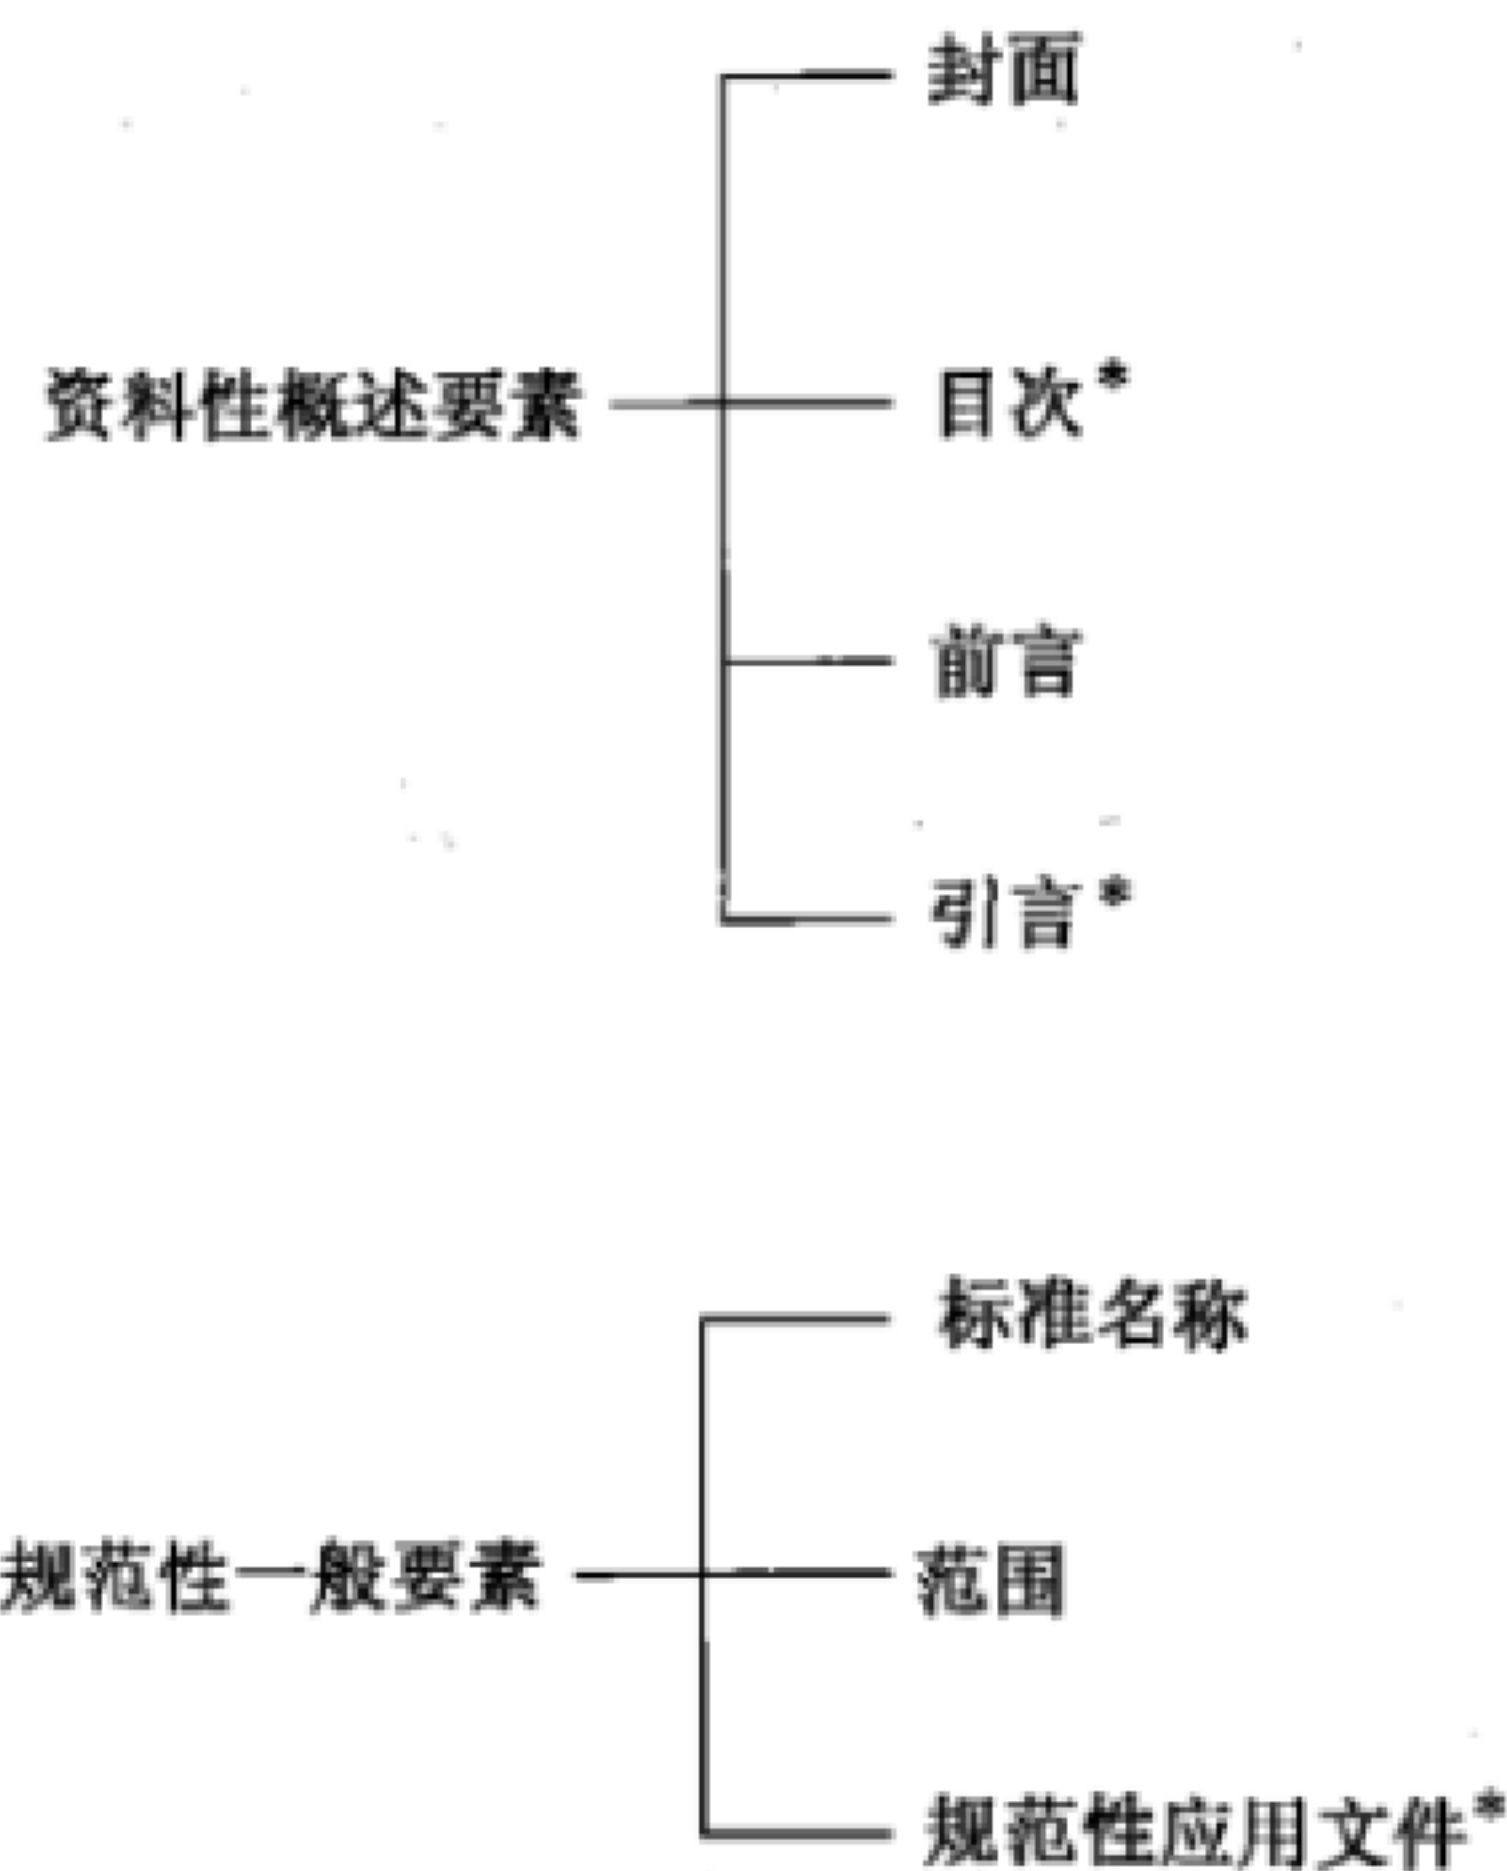 封面
资料性概述要素
目次*
前言
引言*
标准名称
规范性一般要素
范围
规范性应用文件*